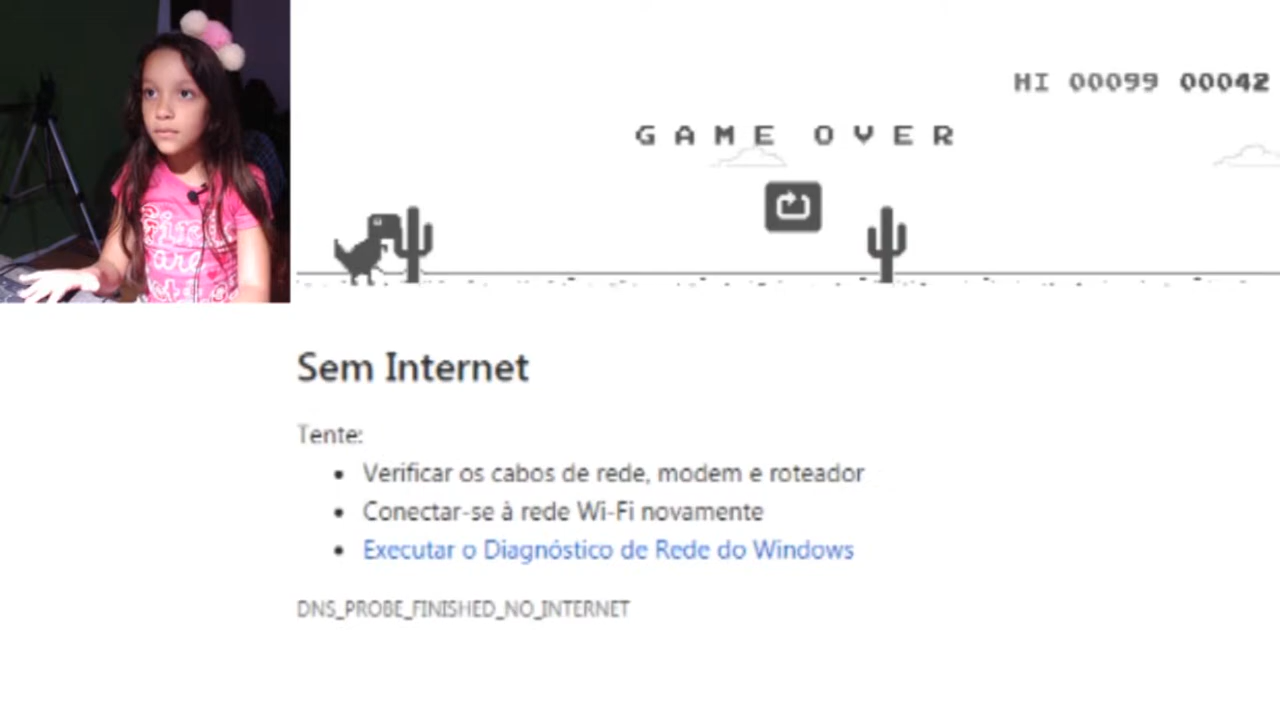 HI 00099 00042
GAME OVER
Sem Internet
Tente:
Verificar os cabos de rede, modem e roteador
Conectar-se à rede Wi-Fi novamente
Executar o Diagnóstico de Rede do Windows
DNS_PROBE_FINISHED_NO_INTERNET
are